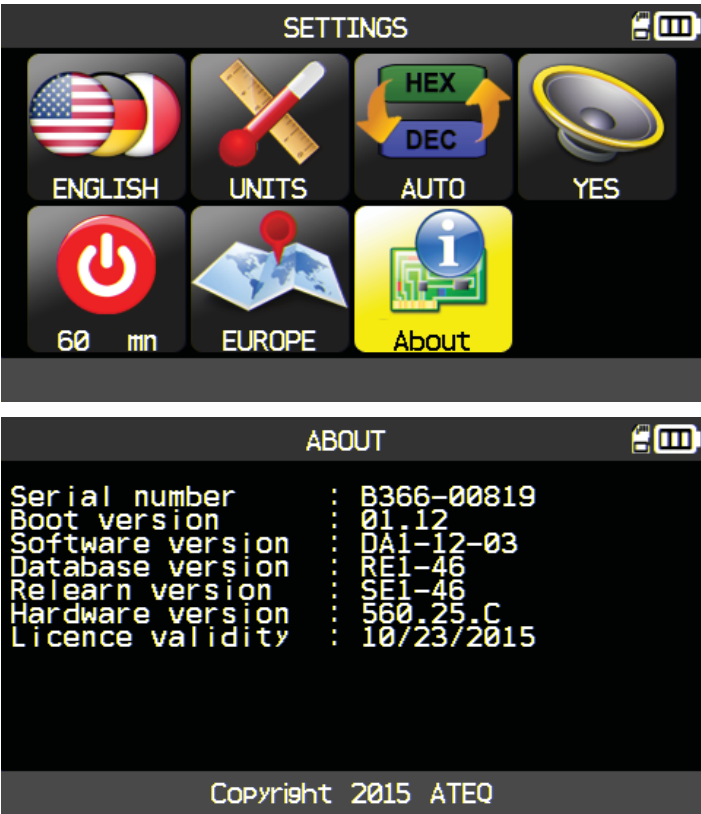 SETTINGS
HEX
DEC
ENGLISH UNITS AUTO YES
i
60 mn EUROPE About
ABOUT
Serial number : B366-00819
Boot version : 01.12
Software version : DA1-12-03
Database version : RE1-46
Relearn version : SE1-46
Hardware version : 560.25.C
Licence validity : 10/23/2015
Copyright 2015 ATEQ